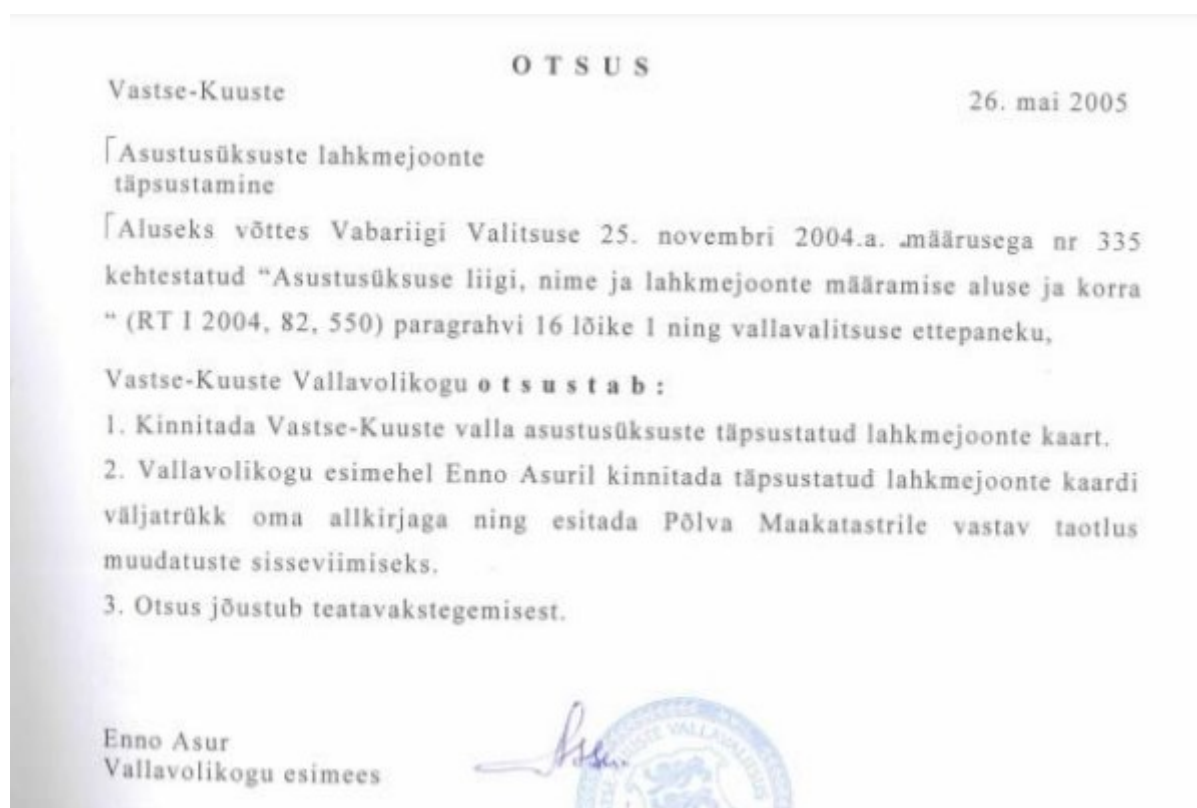 O T S U S
Vastse-Kuuste
26. mai 2005
Asustusüksuste lahkmejoonte
täpsustamine
Aluseks võttes Vabariigi Valitsuse 25. novembri 2004.a. määrusega nr 335
kehtestatud “Asustusüksuse liigi, nime ja lahkmejoonte määramise aluse ja korra
“ (RT I 2004, 82, 550) paragrahvi 16 lõike 1 ning vallavalitsuse ettepaneku,
Vastse-Kuuste Vallavolikogu o t s u s t a b :
1. Kinnitada Vastse-Kuuste valla asustusüksuste täpsustatud lahkmejoonte kaart.
2. Vallavolikogu esimehel Enno Asuril kinnitada täpsustatud lahkmejoonte kaardi
väljatrükk oma allkirjaga ning esitada Põlva Maakatastrile vastav taotlus
muudatuste sisseviimiseks.
3. Otsus jõustub teatavakstegemisest.
Enno Asur
Vallavolikogu esimees
VALLAVALITSUS